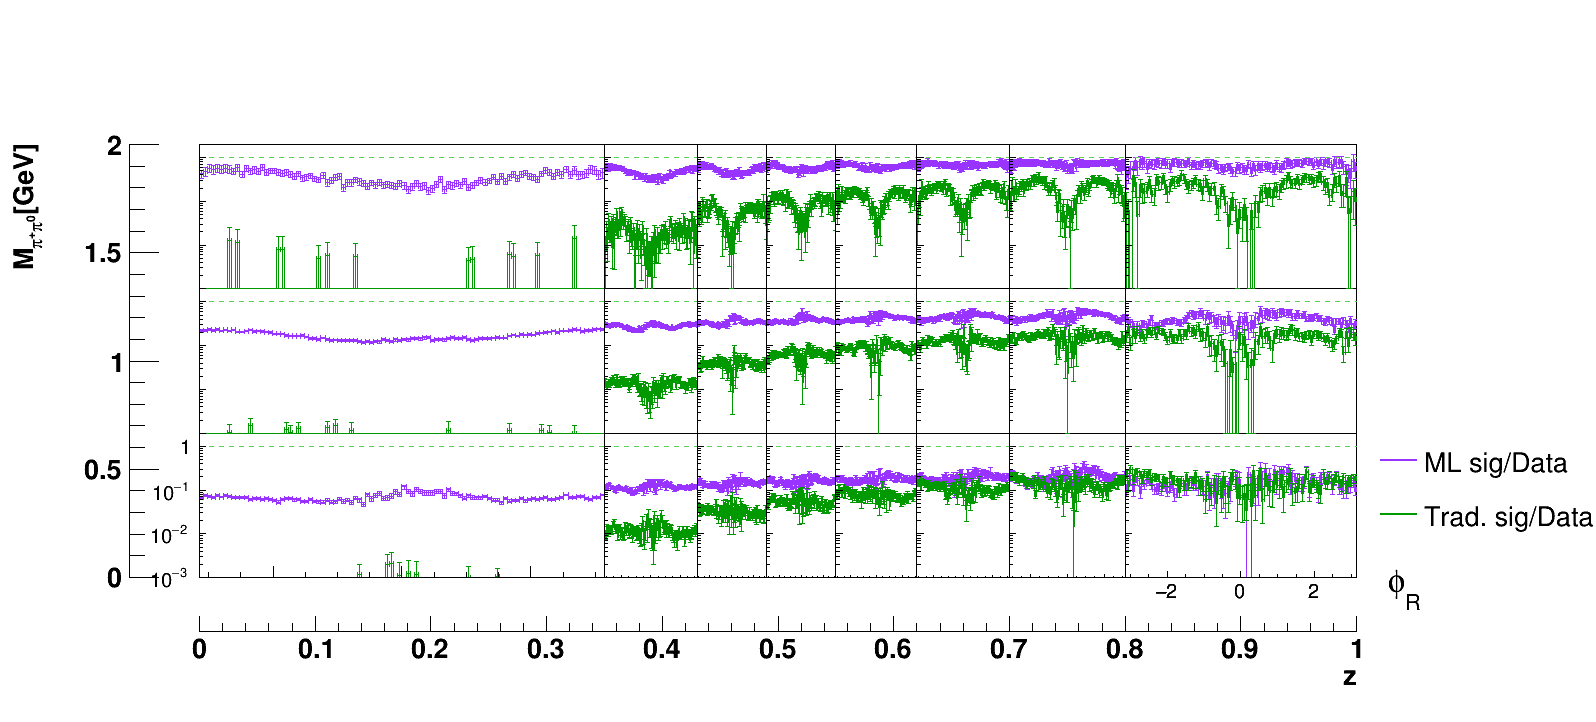 M_{π⁺π⁰}[GeV]
2
1.5
1
0.5
0
1
10⁻¹
10⁻²
10⁻³
ML sig/Data
Trad. sig/Data
−2 0 2
ϕ_R
0 0.1 0.2 0.3 0.4 0.5 0.6 0.7 0.8 0.9 1
z